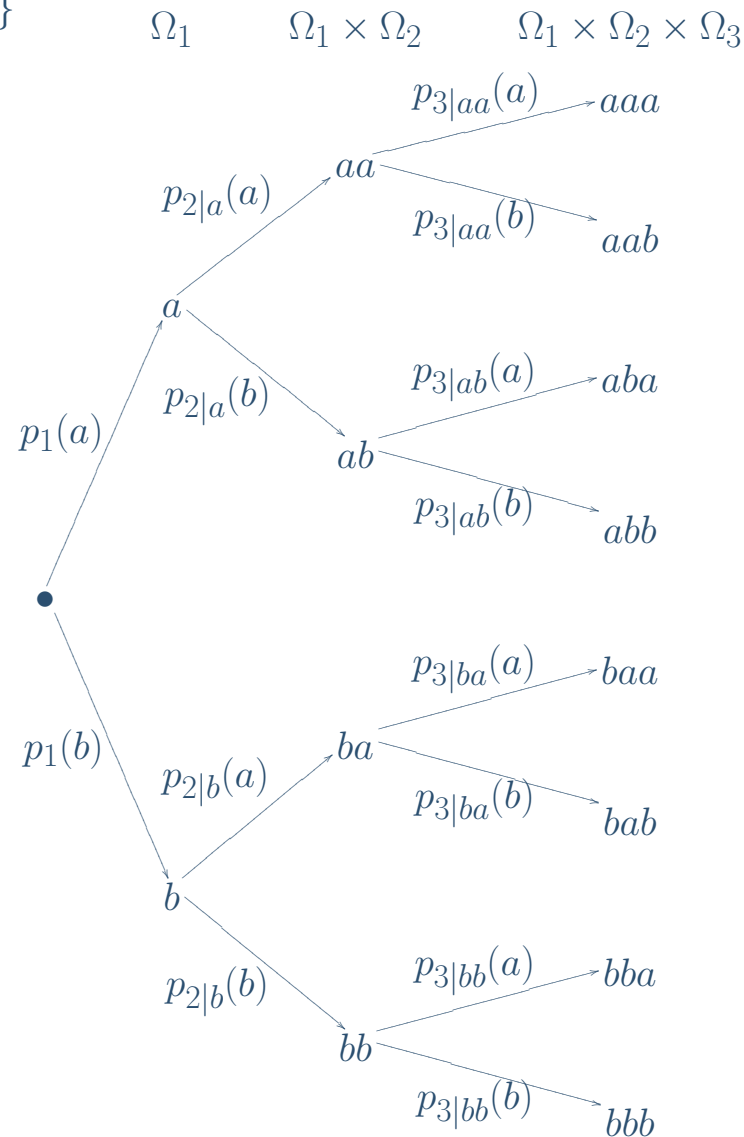 }
Ω₁ Ω₁ × Ω₂ Ω₁ × Ω₂ × Ω₃
p₃|aa(a) aaa
aa
p₂|a(a)
p₃|aa(b) aab
a
p₃|ab(a) aba
p₂|a(b)
p₁(a)
ab
p₃|ab(b)
abb
p₃|ba(a) baa
p₁(b)
ba
p₂|b(a)
p₃|ba(b)
bab
b
p₃|bb(a) bba
p₂|b(b)
bb
p₃|bb(b)
bbb